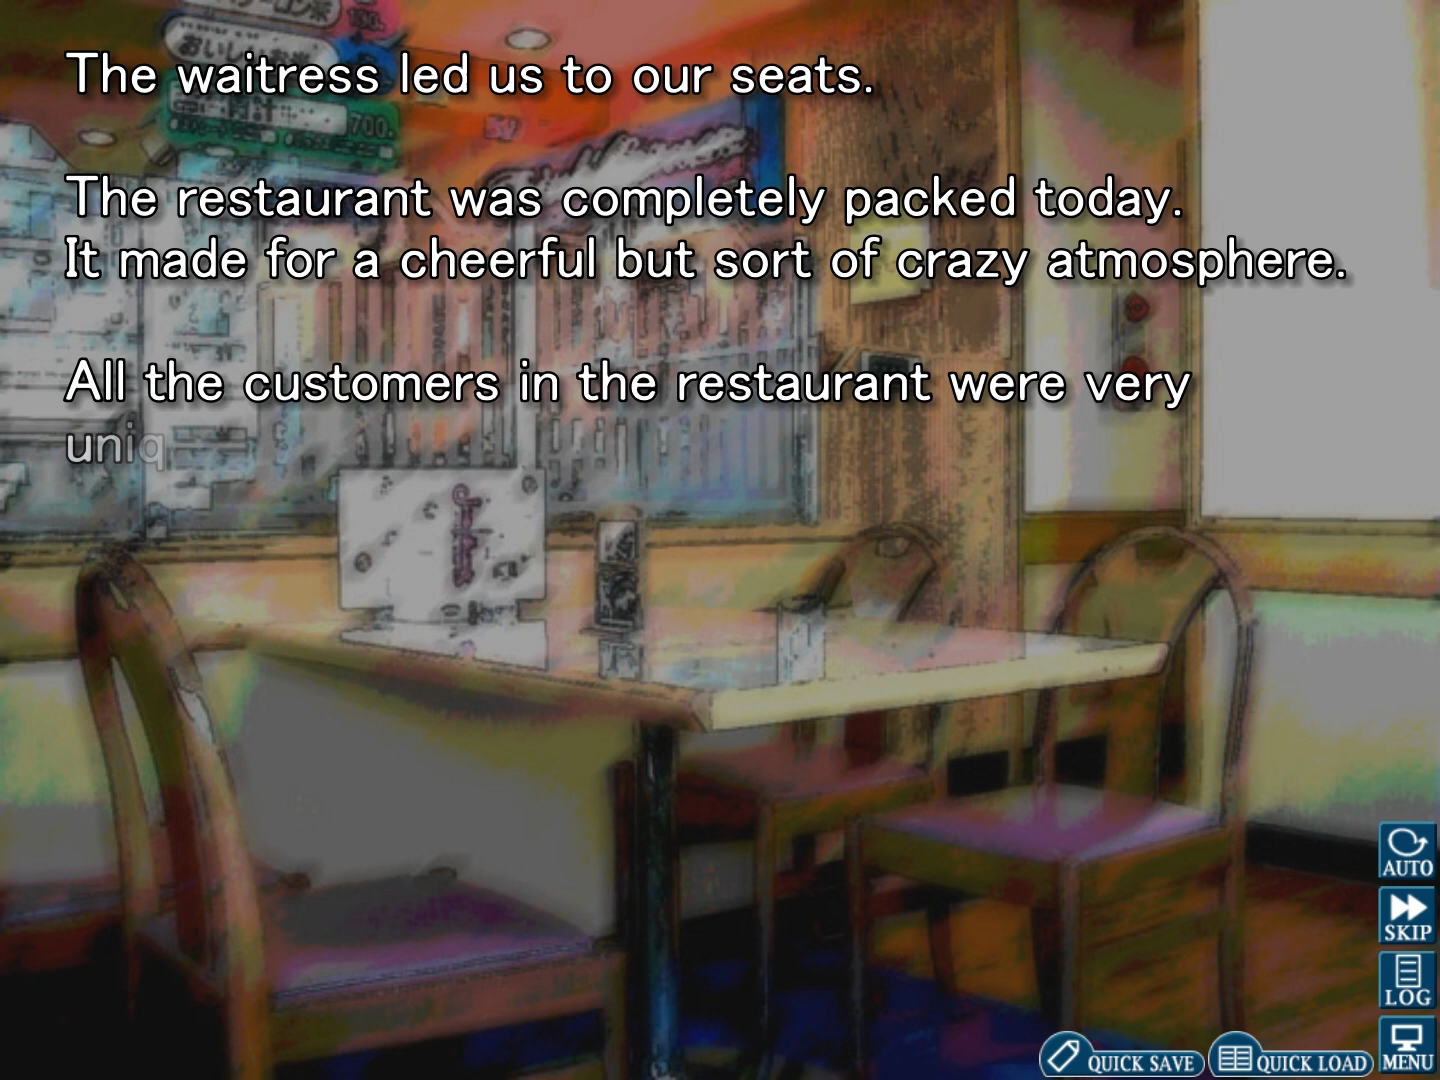 The waitress led us to our seats.
The restaurant was completely packed today.
It made for a cheerful but sort of crazy atmosphere.
All the customers in the restaurant were very
uniq
700.
AUTO
SKIP
LOG
MENU
QUICK SAVE
QUICK LOAD